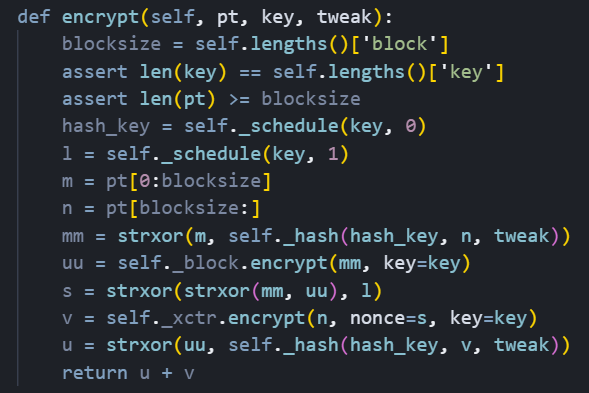 def encrypt(self, pt, key, tweak):
    blocksize = self.lengths()['block']
    assert len(key) == self.lengths()['key']
    assert len(pt) >= blocksize
    hash_key = self._schedule(key, 0)
    l = self._schedule(key, 1)
    m = pt[0:blocksize]
    n = pt[blocksize:]
    mm = strxor(m, self._hash(hash_key, n, tweak))
    uu = self._block.encrypt(mm, key=key)
    s = strxor(strxor(mm, uu), l)
    v = self._xctr.encrypt(n, nonce=s, key=key)
    u = strxor(uu, self._hash(hash_key, v, tweak))
    return u + v